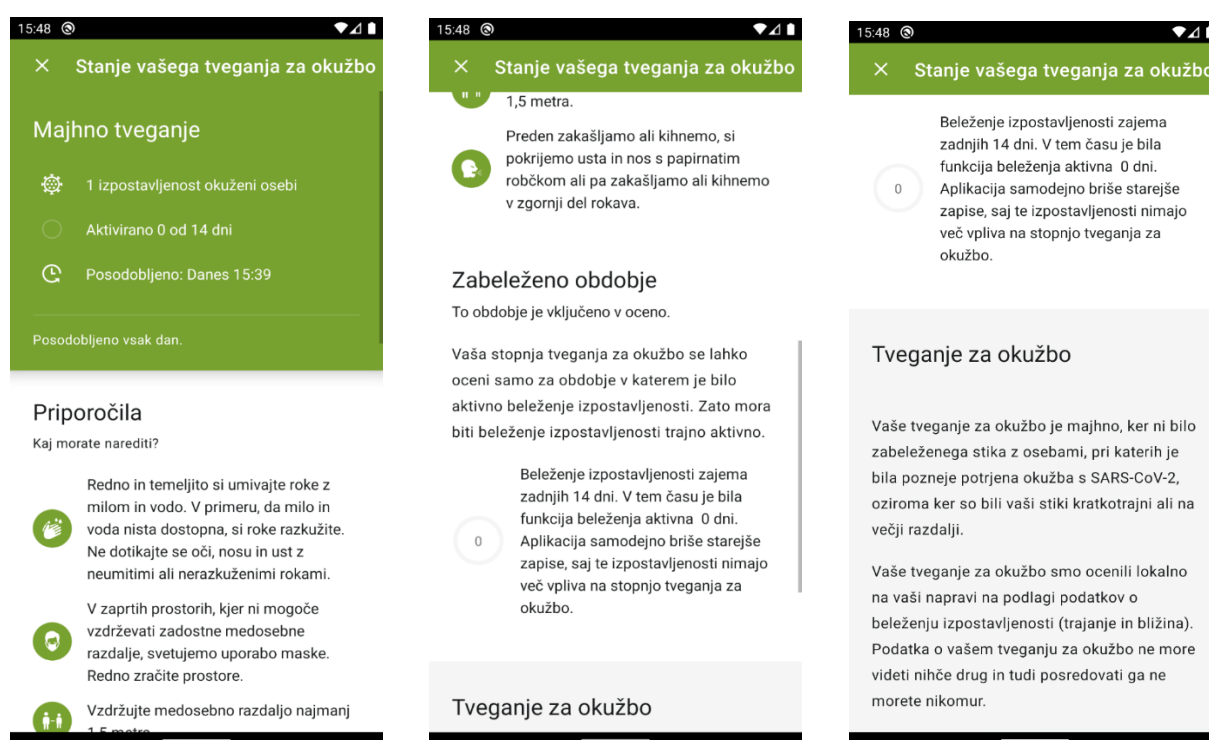 15:48
Stanje vašega tveganja za okužbo
Majhno tveganje
1 izpostavljenost okuženi osebi
Aktivirano 0 od 14 dni
Posodobljeno: Danes 15:39
Posodobljeno vsak dan.
Priporočila
Kaj morate narediti?
Redno in temeljito si umivajte roke z
milom in vodo. V primeru, da milo in
voda nista dostopna, si roke razkužite.
Ne dotikajte se oči, nosu in ust z
neumitimi ali nerazkuženimi rokami.
V zaprtih prostorih, kjer ni mogoče
vzdrževati zadostne medosebne
razdalje, svetujemo uporabo maske.
Redno zračite prostore.
Vzdržujte medosebno razdaljo najmanj
1,5 metra.
15:48
Stanje vašega tveganja za okužbo
1,5 metra.
Preden zakašljamo ali kihnemo, si
pokrijemo usta in nos s papirnatim
robčkom ali pa zakašljamo ali kihnemo
v zgornji del rokava.
Zabeleženo obdobje
To obdobje je vključeno v oceno.
Vaša stopnja tveganja za okužbo se lahko
oceni samo za obdobje v katerem je bilo
aktivno beleženje izpostavljenosti. Zato mora
biti beleženje izpostavljenosti trajno aktivno.
0
Beleženje izpostavljenosti zajema
zadnjih 14 dni. V tem času je bila
funkcija beleženja aktivna 0 dni.
Aplikacija samodejno briše starejše
zapise, saj te izpostavljenosti nimajo
več vpliva na stopnjo tveganja za
okužbo.
Tveganje za okužbo
15:48
Stanje vašega tveganja za okužbo
0
Beleženje izpostavljenosti zajema
zadnjih 14 dni. V tem času je bila
funkcija beleženja aktivna 0 dni.
Aplikacija samodejno briše starejše
zapise, saj te izpostavljenosti nimajo
več vpliva na stopnjo tveganja za
okužbo.
Tveganje za okužbo
Vaše tveganje za okužbo je majhno, ker ni bilo
zabeleženega stika z osebami, pri katerih je
bila pozneje potrjena okužba s SARS-CoV-2,
oziroma ker so bili vaši stiki kratkotrajni ali na
večji razdalji.
Vaše tveganje za okužbo smo ocenili lokalno
na vaši napravi na podlagi podatkov o
beleženju izpostavljenosti (trajanje in bližina).
Podatka o vašem tveganju za okužbo ne more
videti nihče drug in tudi posredovati ga ne
morete nikomur.